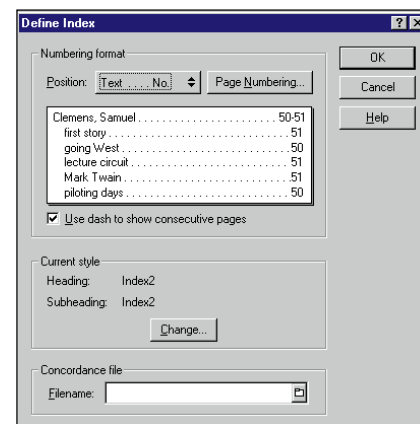 Define Index
Numbering format
Position: Text . . . . No. Page Numbering...
Clemens, Samuel . . . . . . . . . . . . . . . . . . . . . . . . 50-51
first story . . . . . . . . . . . . . . . . . . . . . . . . . . . . . . 51
going West . . . . . . . . . . . . . . . . . . . . . . . . . . . . 50
lecture circuit . . . . . . . . . . . . . . . . . . . . . . . . . . 51
Mark Twain . . . . . . . . . . . . . . . . . . . . . . . . . . . .51
piloting days . . . . . . . . . . . . . . . . . . . . . . . . . . 50
Use dash to show consecutive pages
Current style
Heading: Index2
Subheading: Index2
Change...
Concordance file
Filename:
OK
Cancel
Help